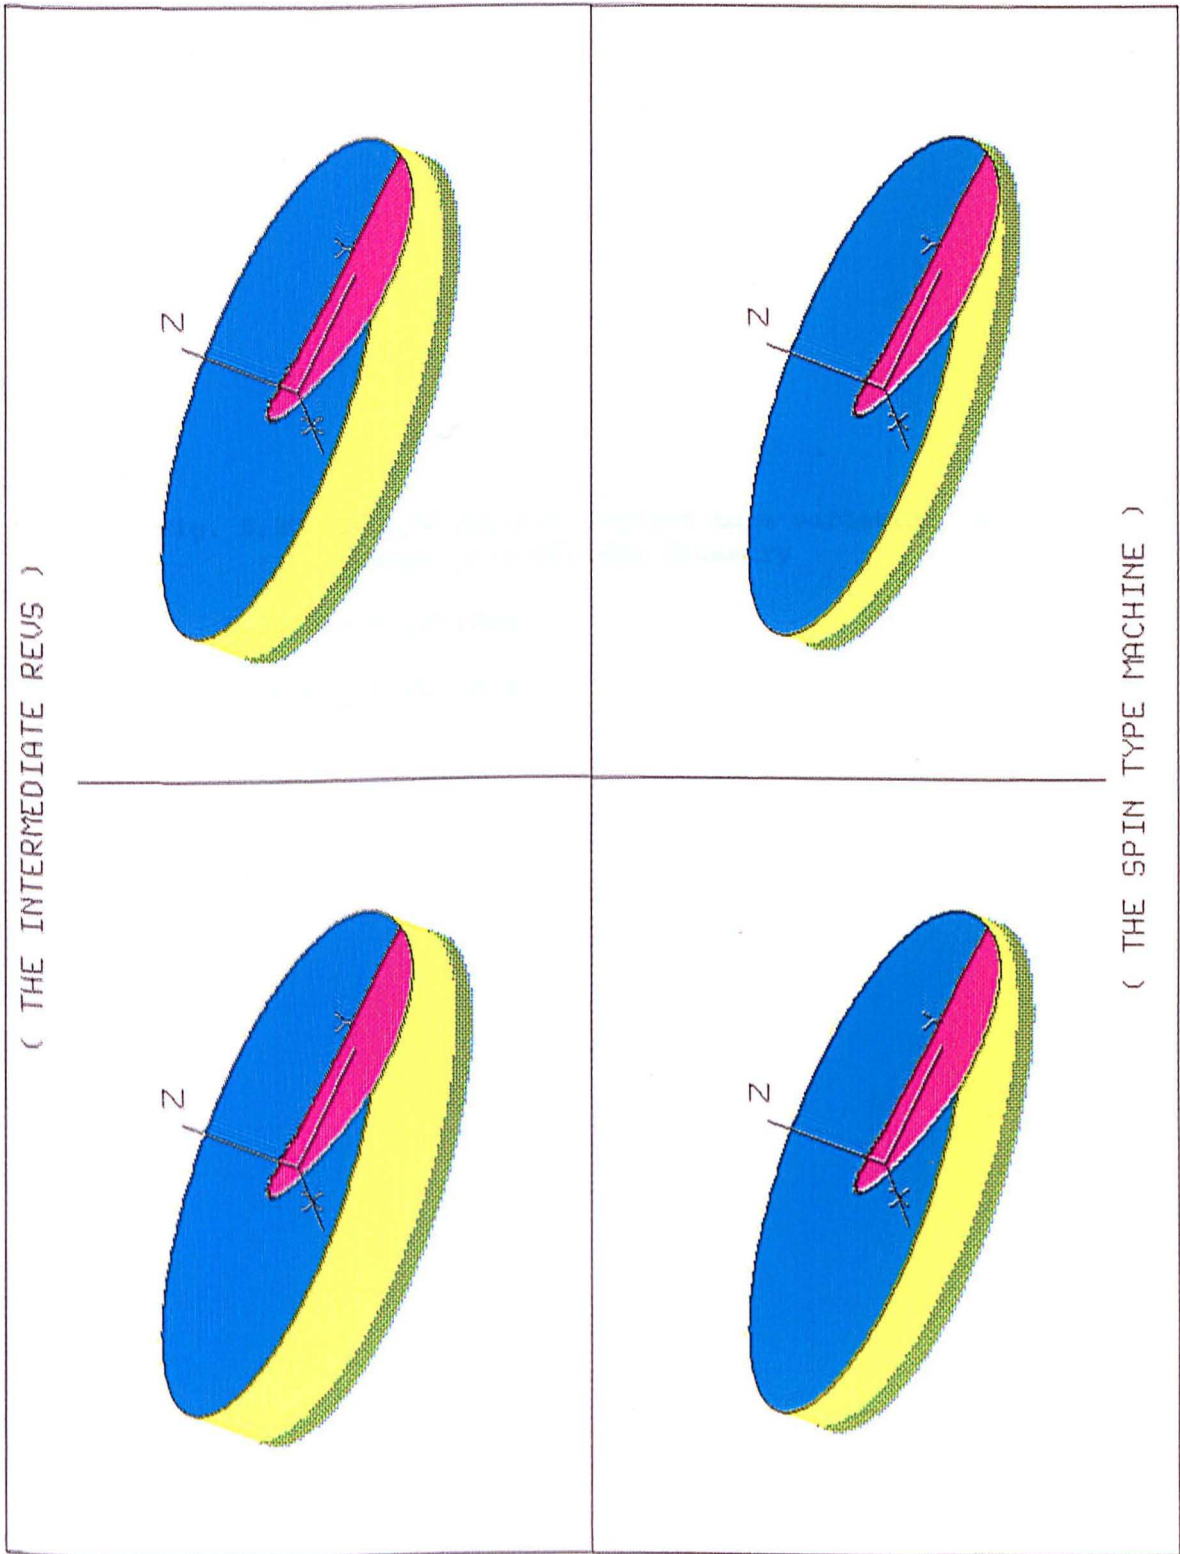 ( THE INTERMEDIATE REVS )
Z
Y
X
Z
Y
X
Z
Y
X
Z
Y
X
( THE SPIN TYPE MACHINE )